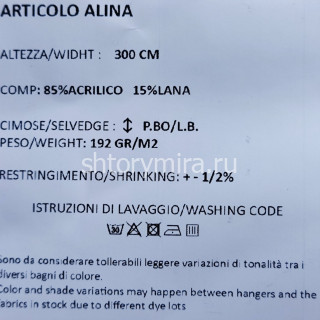 ARTICOLO ALINA
ALTEZZA/WIDHT : 300 CM
COMP: 85%ACRILICO 15%LANA
CIMOSE/SELVEDGE : ↕ P.BO/L.B.
PESO/WEIGHT: 192 GR/M2
shtorymira.ru
RESTRINGIMENTO/SHRINKING: + - 1/2%
ISTRUZIONI DI LAVAGGIO/WASHING CODE
30
Sono da considerare tollerabili leggere variazioni di tonalità tra i
diversi bagni di colore.
Color and shade variations may happen between hangers and the
fabrics in stock due to different dye lots